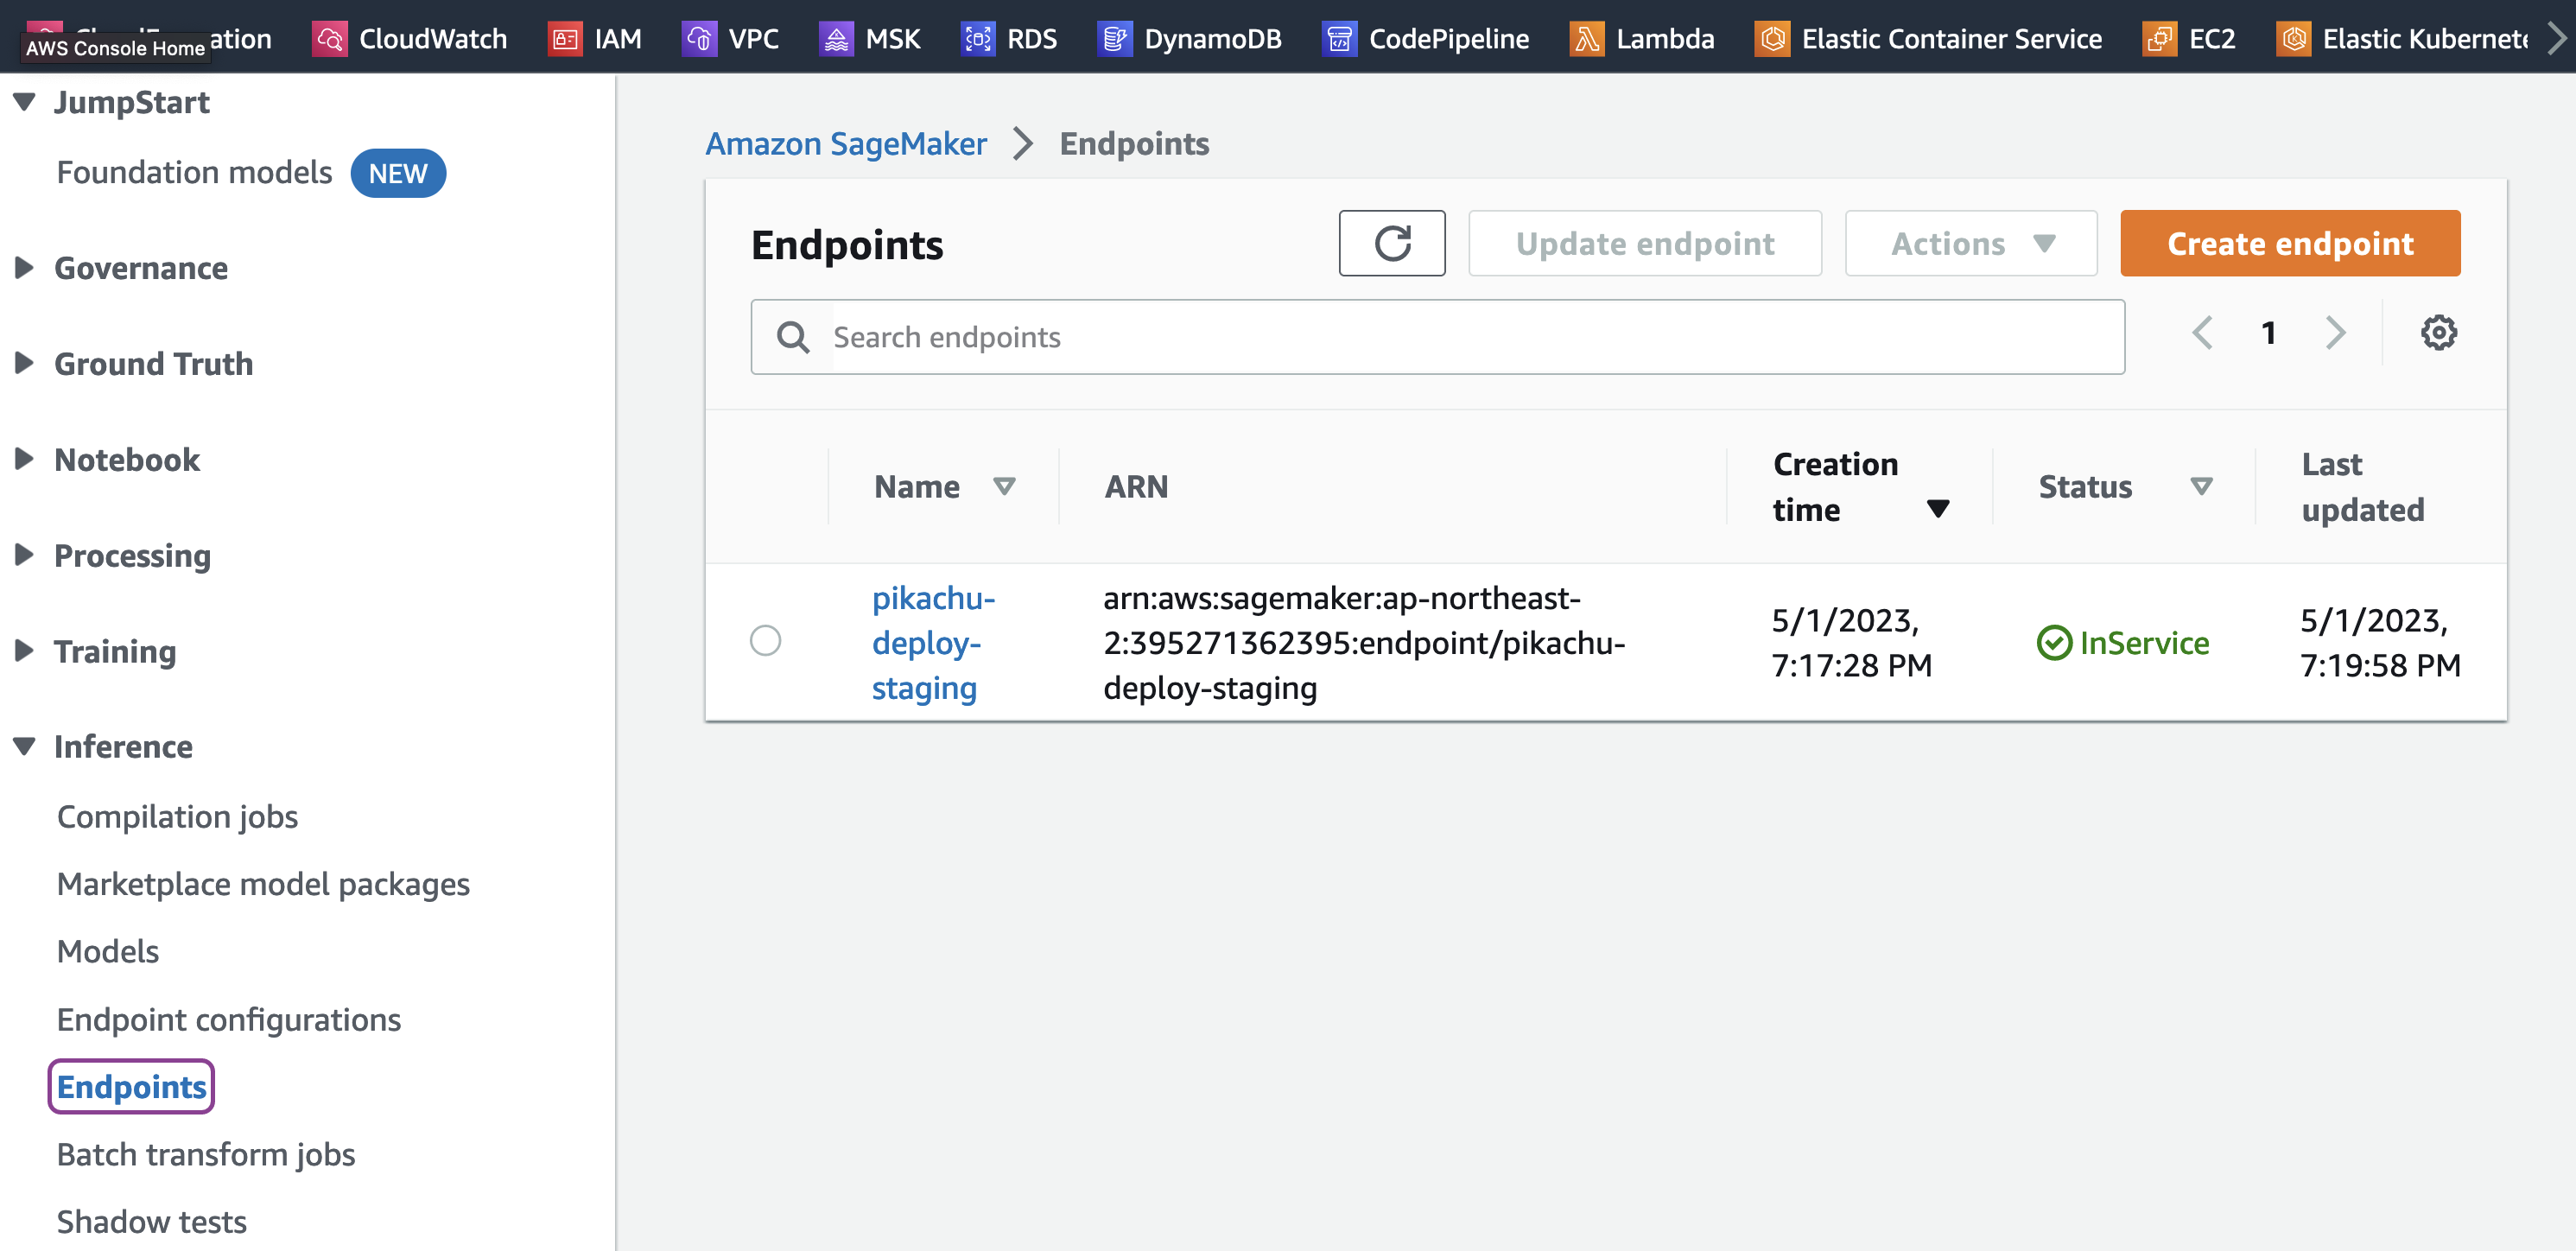 AWS Console Home
ation
CloudWatch
IAM
VPC
MSK
RDS
DynamoDB
CodePipeline
Lambda
Elastic Container Service
EC2
Elastic Kubernete
JumpStart
Foundation models NEW
Governance
Ground Truth
Notebook
Processing
Training
Inference
Compilation jobs
Marketplace model packages
Models
Endpoint configurations
Endpoints
Batch transform jobs
Shadow tests
Amazon SageMaker > Endpoints
Endpoints
Update endpoint
Actions
Create endpoint
Search endpoints
1
Name
ARN
Creation
time
Status
Last
updated
pikachu-
deploy-
staging
arn:aws:sagemaker:ap-northeast-
2:395271362395:endpoint/pikachu-
deploy-staging
5/1/2023,
7:17:28 PM
InService
5/1/2023,
7:19:58 PM